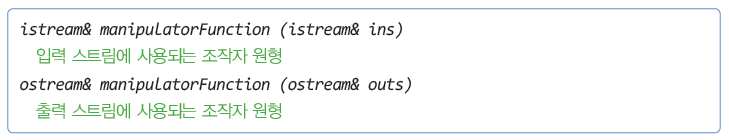 istream& manipulatorFunction (istream& ins)
입력 스트림에 사용되는 조작자 원형
ostream& manipulatorFunction (ostream& outs)
출력 스트림에 사용되는 조작자 원형